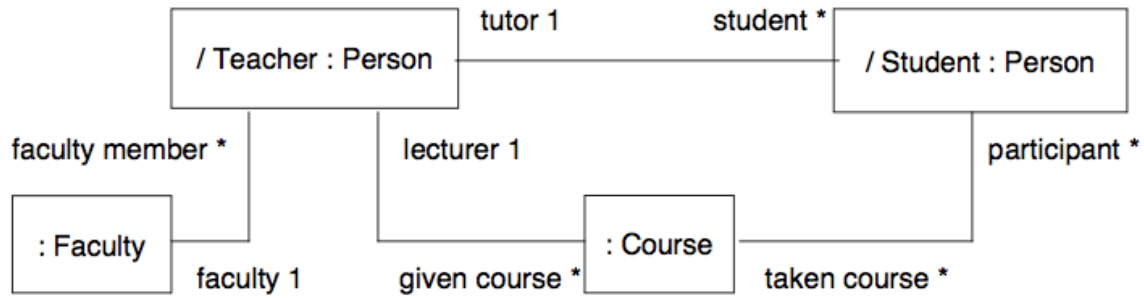 tutor 1
student *
/ Teacher : Person
/ Student : Person
faculty member *
lecturer 1
participant *
: Faculty
: Course
faculty 1
given course *
taken course *